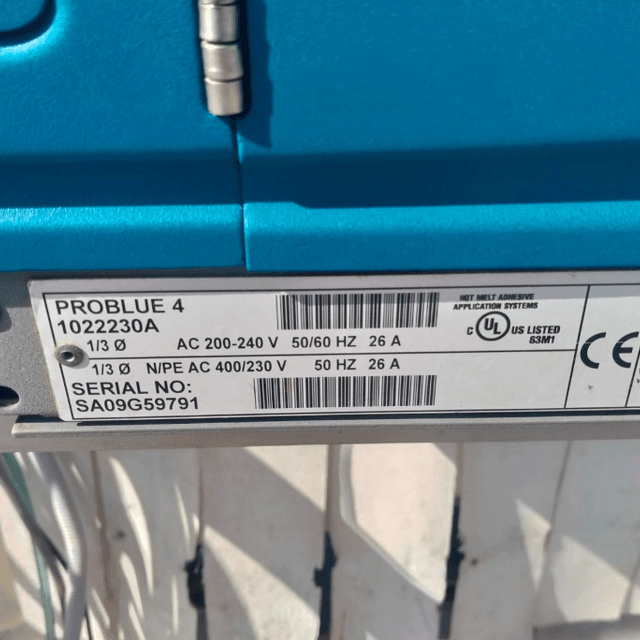 PROBLUE 4
1022230A
1/3 Ø AC 200-240 V 50/60 HZ 26 A
1/3 Ø N/PE AC 400/230 V 50 HZ 26 A
SERIAL NO:
SA09G59791
HOT MELT ADHESIVE
APPLICATION SYSTEMS
C UL US LISTED
63M1
CE